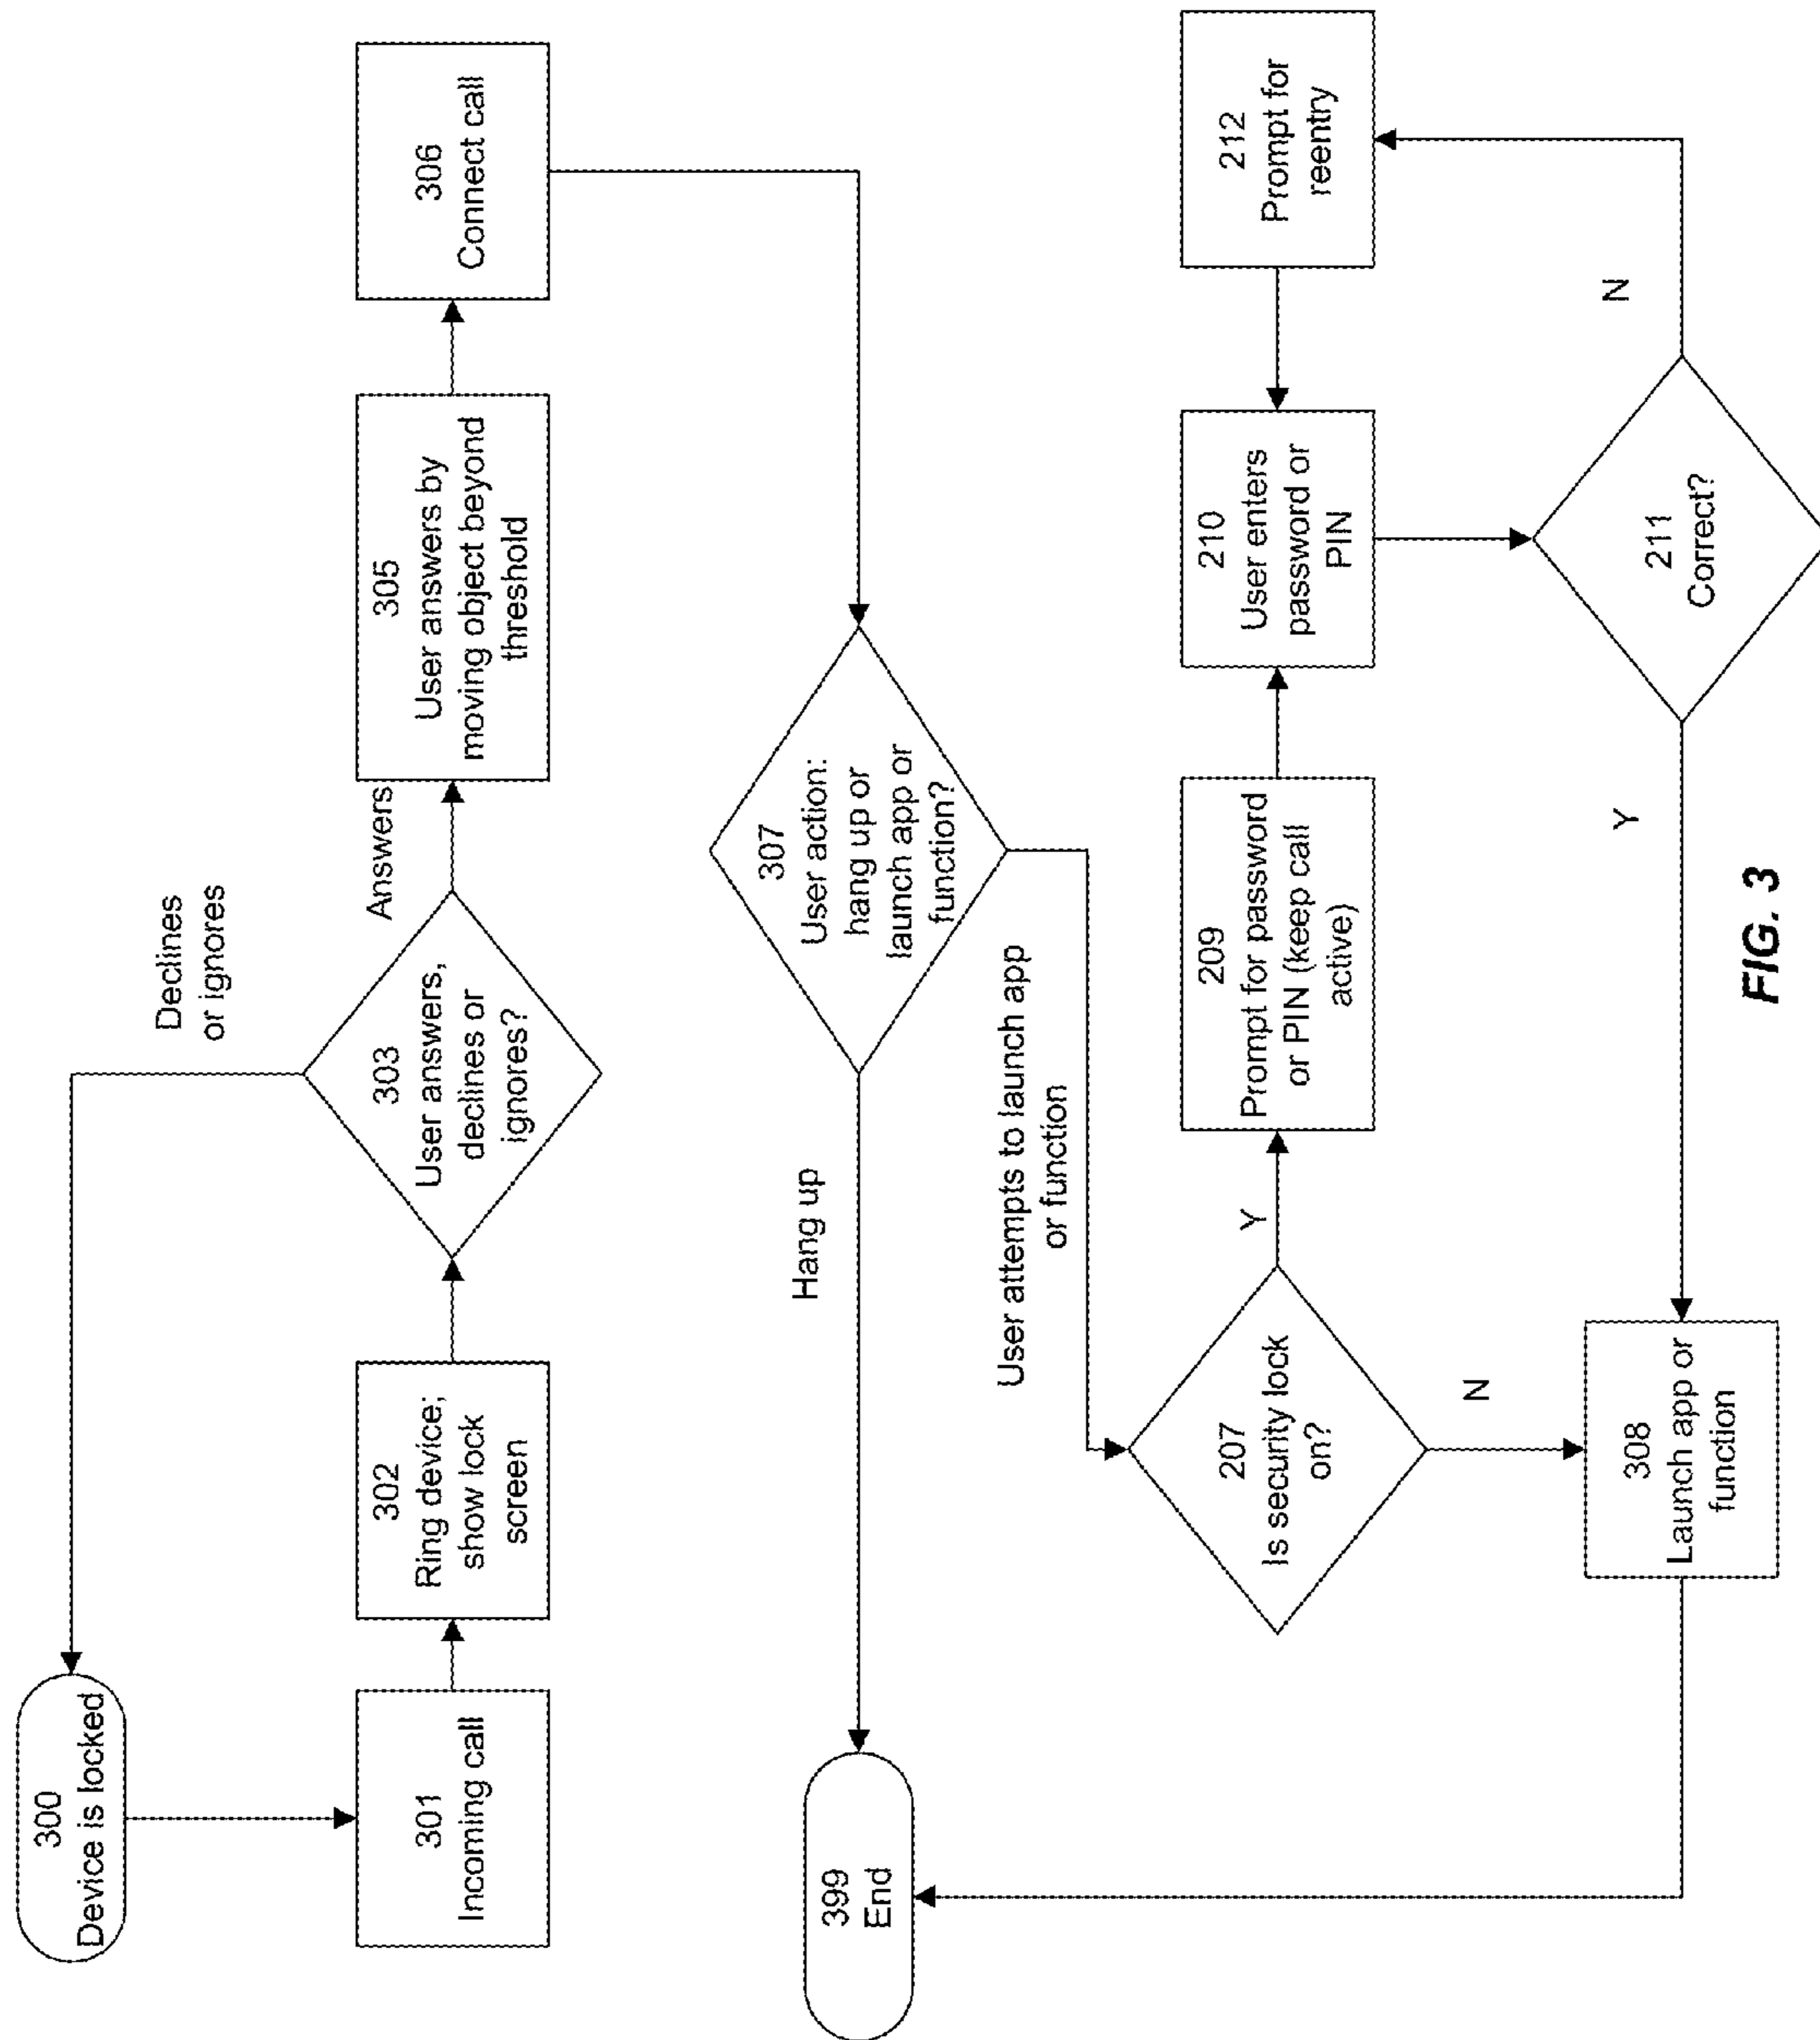 300
Device is locked
301
Incoming call
302
Ring device;
show lock
screen
303
User answers,
declines or
ignores?
Declines
or ignores
Answers
305
User answers by
moving object beyond
threshold
306
Connect call
307
User action:
hang up or
launch app or
function?
Hang up
399
End
User attempts to launch app
or function
207
Is security lock
on?
Y
N
209
Prompt for password
or PIN (keep call
active)
210
User enters
password or
PIN
212
Prompt for
reentry
211
Correct?
N
Y
308
Launch app or
function
FIG. 3